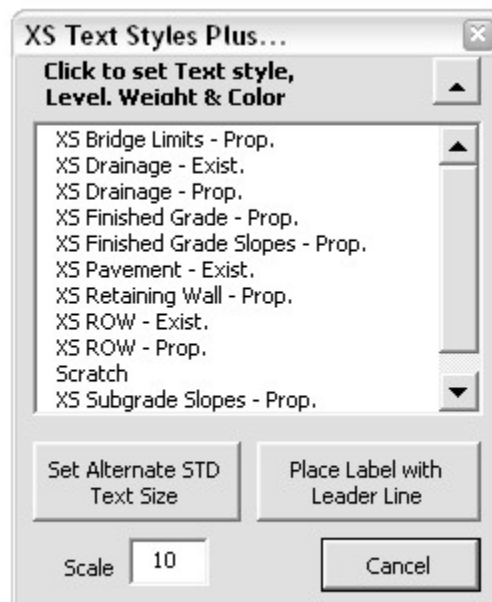 XS Text Styles Plus...
Click to set Text style,
Level. Weight & Color
XS Bridge Limits - Prop.
XS Drainage - Exist.
XS Drainage - Prop.
XS Finished Grade - Prop.
XS Finished Grade Slopes - Prop.
XS Pavement - Exist.
XS Retaining Wall - Prop.
XS ROW - Exist.
XS ROW - Prop.
Scratch
XS Subgrade Slopes - Prop.
Set Alternate STD
Text Size
Place Label with
Leader Line
Scale 10
Cancel